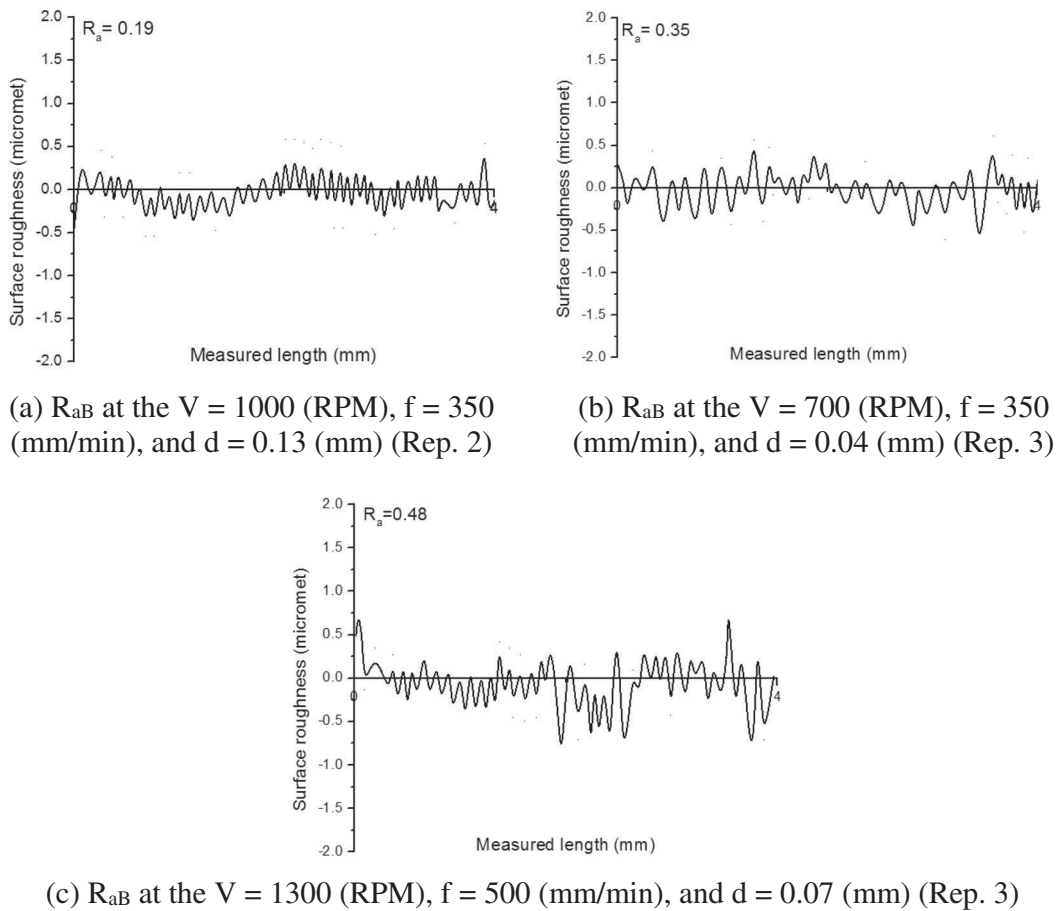 2.0
1.5
1.0
0.5
0.0
-0.5
-1.0
-1.5
-2.0
Surface roughness (micromet)
Rₐ = 0.19
0
4
Measured length (mm)
(a) RaB at the V = 1000 (RPM), f = 350
(mm/min), and d = 0.13 (mm) (Rep. 2)
2.0
1.5
1.0
0.5
0.0
-0.5
-1.0
-1.5
-2.0
Surface roughness (micromet)
Rₐ = 0.35
0
4
Measured length (mm)
(b) RaB at the V = 700 (RPM), f = 350
(mm/min), and d = 0.04 (mm) (Rep. 3)
2.0
1.5
1.0
0.5
0.0
-0.5
-1.0
-1.5
-2.0
Surface roughness (micromet)
Rₐ=0.48
0
4
Measured length (mm)
(c) RaB at the V = 1300 (RPM), f = 500 (mm/min), and d = 0.07 (mm) (Rep. 3)